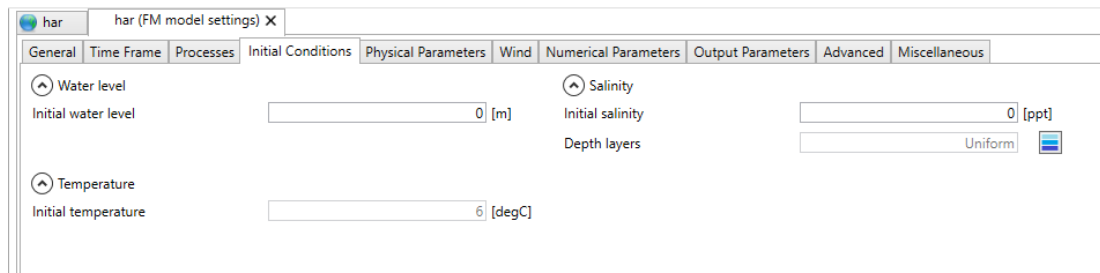 har har (FM model settings) X
General Time Frame Processes Initial Conditions Physical Parameters Wind Numerical Parameters Output Parameters Advanced Miscellaneous
Water level Salinity
Initial water level 0 [m] Initial salinity 0 [ppt]
Depth layers Uniform
Temperature
Initial temperature 6 [degC]